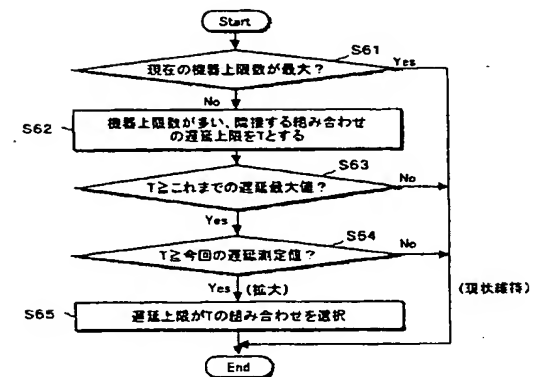 Start
S61
現在の機器上限数が最大?
Yes
No
S62
機器上限数が多い、隣接する組み合わせ
の遅延上限をTとする
S63
T≧これまでの遅延最大値?
No
Yes
S64
T≧今回の遅延測定値?
No
Yes (拡大)
(現状維持)
S65
遅延上限がTの組み合わせを選択
End